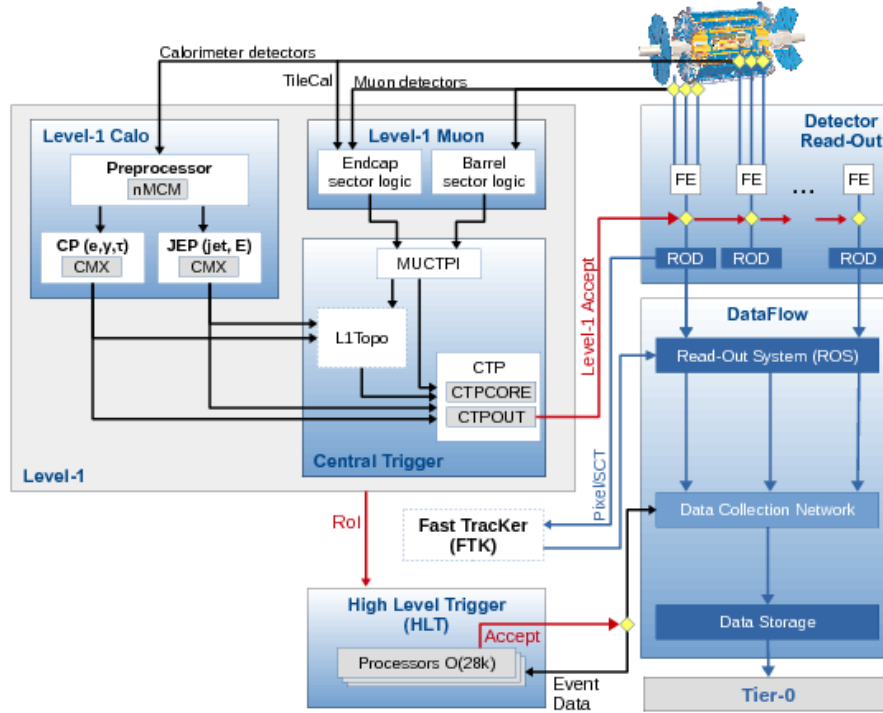 Calorimeter detectors
TileCal
Muon detectors
Level-1 Calo
Preprocessor
nMCM
CP (e,γ,τ)
CMX
JEP (jet, E)
CMX
Level-1 Muon
Endcap
sector logic
Barrel
sector logic
MUCTPI
L1Topo
CTP
CTPCORE
CTPOUT
Central Trigger
Level-1
Level-1 Accept
Detector
Read-Out
FE
FE
...
FE
ROD
ROD
ROD
DataFlow
Read-Out System (ROS)
Pixel/SCT
Data Collection Network
RoI
Fast TracKer
(FTK)
High Level Trigger
(HLT)
Accept
Processors O(28k)
Event
Data
Data Storage
Tier-0